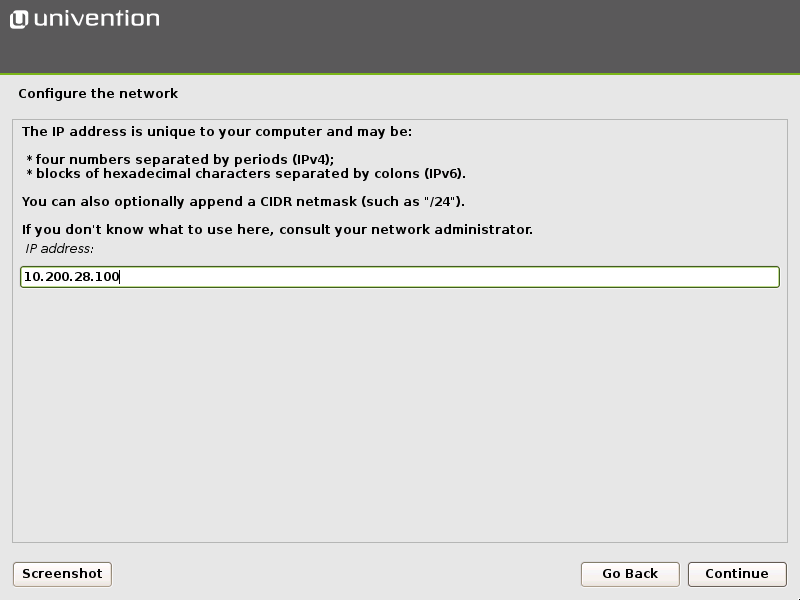 univention
Configure the network
The IP address is unique to your computer and may be:
* four numbers separated by periods (IPv4);
* blocks of hexadecimal characters separated by colons (IPv6).
You can also optionally append a CIDR netmask (such as "/24").
If you don't know what to use here, consult your network administrator.
IP address:
10.200.28.100
Screenshot
Go Back
Continue